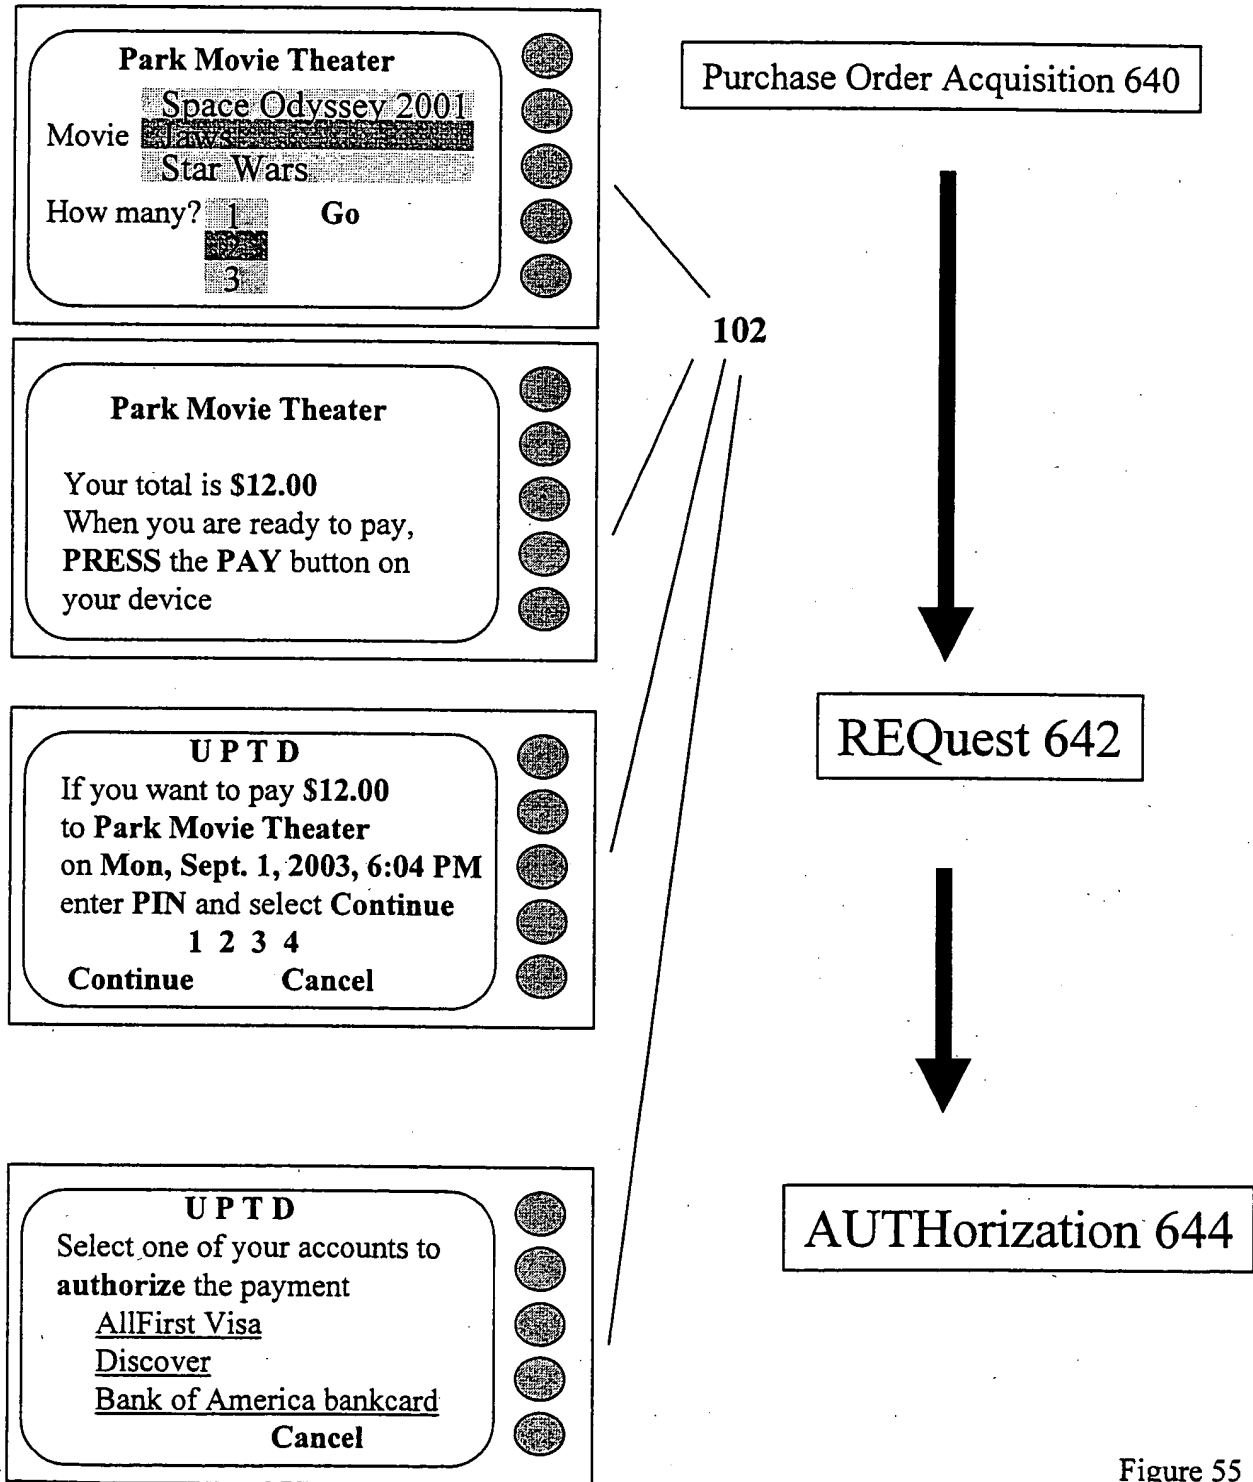 Park Movie Theater
Space Odyssey 2001
Movie Jaws
Star Wars
How many? 1 Go
2
3
Park Movie Theater
Your total is $12.00
When you are ready to pay,
PRESS the PAY button on
your device
U P T D
If you want to pay $12.00
to Park Movie Theater
on Mon, Sept. 1, 2003, 6:04 PM
enter PIN and select Continue
1 2 3 4
Continue Cancel
U P T D
Select one of your accounts to
authorize the payment
AllFirst Visa
Discover
Bank of America bankcard
Cancel
102
Purchase Order Acquisition 640
REQuest 642
AUTHorization 644
Figure 55